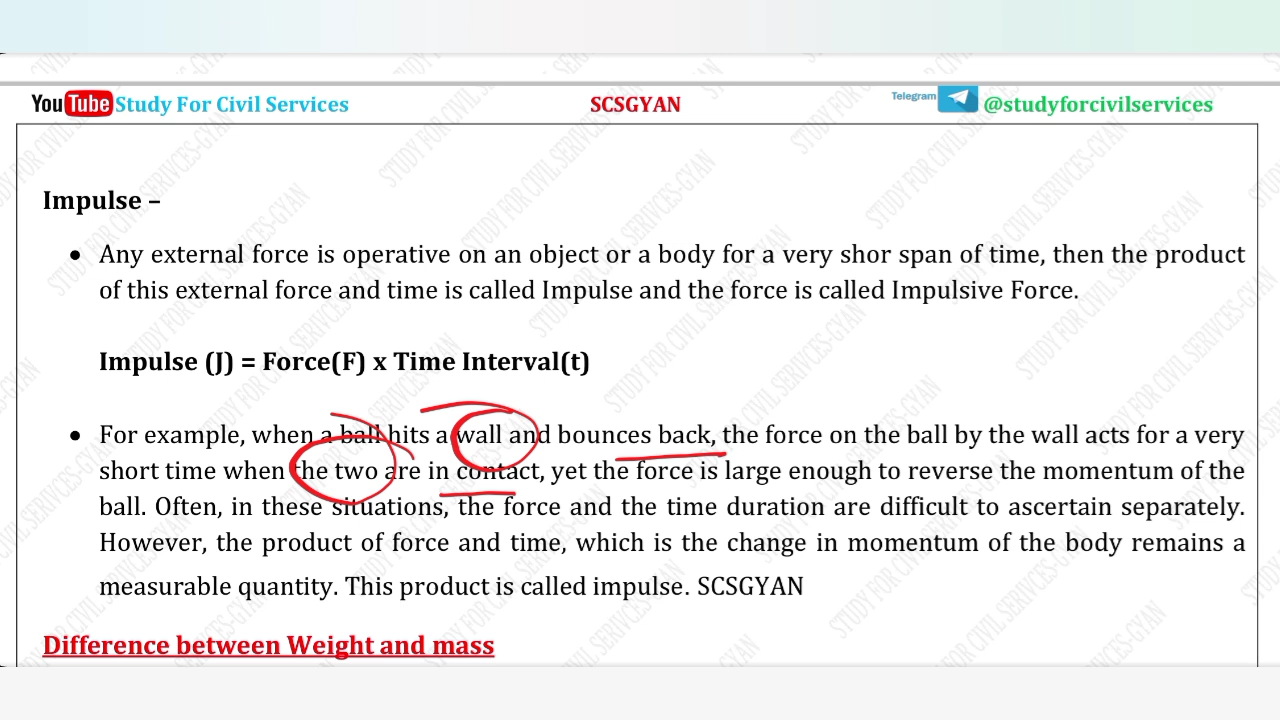 YouTube Study For Civil Services SCSGYAN Telegram @studyforcivilservices
Impulse –
• Any external force is operative on an object or a body for a very shor span of time, then the product
of this external force and time is called Impulse and the force is called Impulsive Force.
Impulse (J) = Force(F) x Time Interval(t)
• For example, when a ball hits a wall and bounces back, the force on the ball by the wall acts for a very
short time when the two are in contact, yet the force is large enough to reverse the momentum of the
ball. Often, in these situations, the force and the time duration are difficult to ascertain separately.
However, the product of force and time, which is the change in momentum of the body remains a
measurable quantity. This product is called impulse. SCSGYAN
Difference between Weight and mass
STUDY FOR CIVIL SERIVCES-GYAN